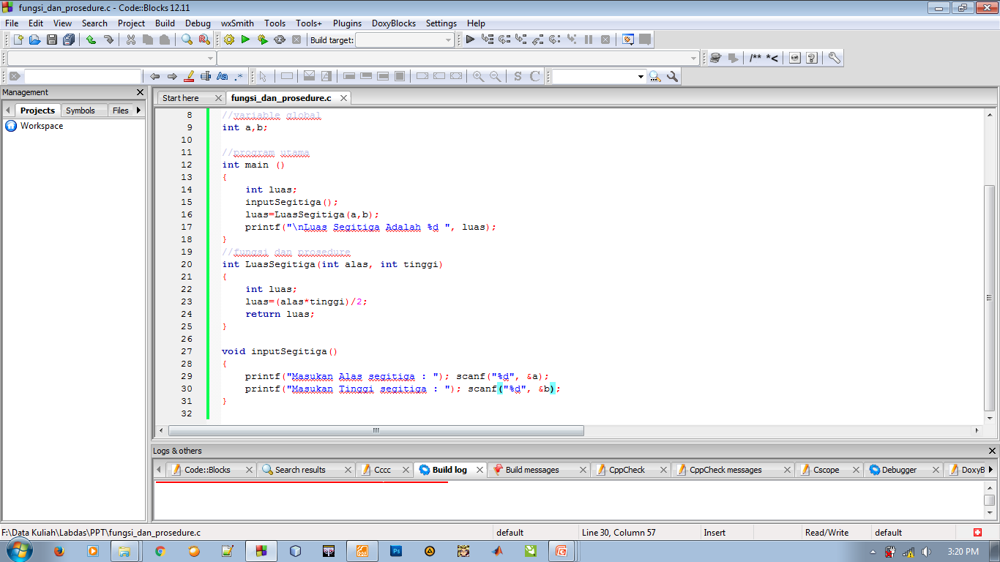 fungsi_dan_prosedure.c - Code::Blocks 12.11
File Edit View Search Project Build Debug wxSmith Tools Tools+ Plugins DoxyBlocks Settings Help
Build target:
/** *<
Management
Projects Symbols Files
Workspace
Start here fungsi_dan_prosedure.c
8 //variable global
9 int a,b;
10
11 //program utama
12 int main ()
13 {
14 int luas;
15 inputSegitiga();
16 luas=LuasSegitiga(a,b);
17 printf("\nLuas Segitiga Adalah %d ", luas);
18 }
19 //fungsi dan prosedure
20 int LuasSegitiga(int alas, int tinggi)
21 {
22 int luas;
23 luas=(alas*tinggi)/2;
24 return luas;
25 }
26
27 void inputSegitiga()
28 {
29 printf("Masukan Alas segitiga : "); scanf("%d", &a);
30 printf("Masukan Tinggi segitiga : "); scanf("%d", &b);
31 }
32
Logs & others
Code::Blocks Search results Cccc Build log Build messages CppCheck CppCheck messages Cscope Debugger DoxyB
F:\Data Kuliah\Labdas\PPT\fungsi_dan_prosedure.c default Line 30, Column 57 Insert Read/Write default
3:20 PM